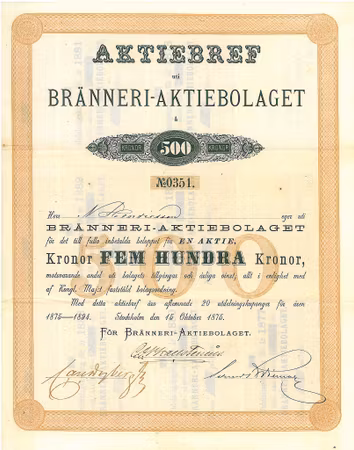 AKTIEBREF
uti
BRÄNNERI-AKTIEBOLAGET
å
KRONOR 500 KRONOR
No 0351.
Herr eger uti
BRÄNNERI-AKTIEBOLAGET
för det till fullo inbetalda beloppet för EN AKTIE,
Kronor FEM HUNDRA Kronor,
motsvarande andel uti bolagets tillgångar och årliga vinst, allt i enlighet med
af Kongl. Maj:t fastställd bolagsordning.
Med detta aktiebref äro utlemnade 20 utdelningskuponger för åren
1875—1894. Stockholm den 15 Oktober 1875.
FÖR BRÄNNERI-AKTIEBOLAGET.